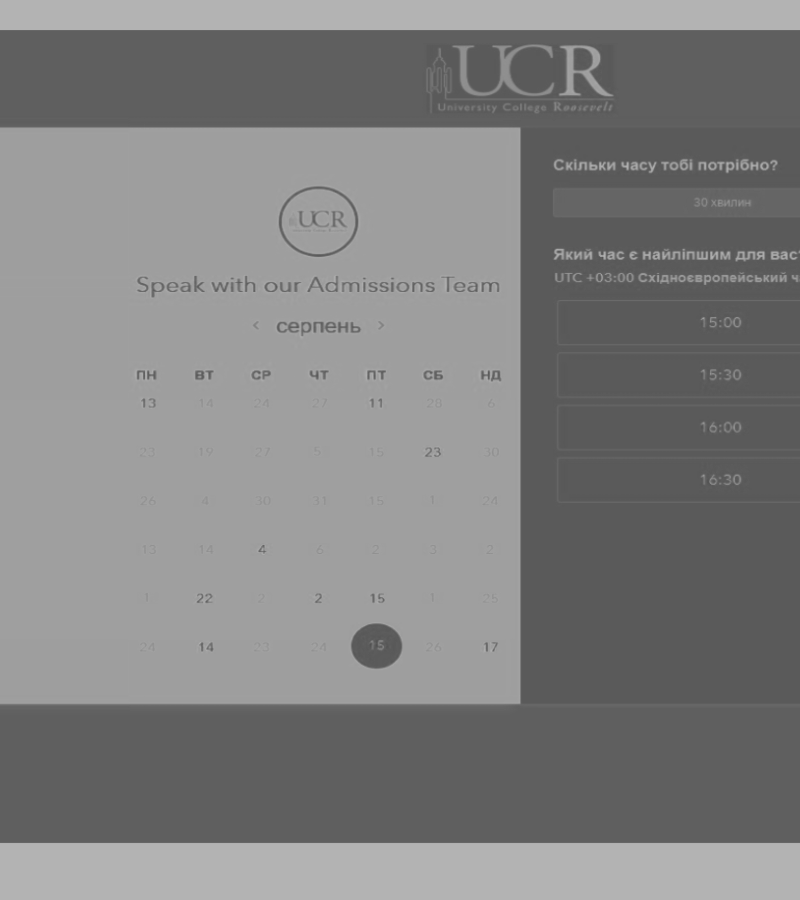 UCR
University College Roosevelt
UCR
Speak with our Admissions Team
‹ серпень ›
ПН ВТ СР ЧТ ПТ СБ НД
13 14 24 27 11 28 6
23 19 27 5 15 23 30
26 4 30 31 15 1 24
13 14 4 6 2 3 2
1 22 2 2 15 1 25
24 14 23 24 15 26 17
Скільки часу тобі потрібно?
30 хвилин
Який час є найліпшим для вас?
UTC +03:00 Східноєвропейський ч
15:00
15:30
16:00
16:30